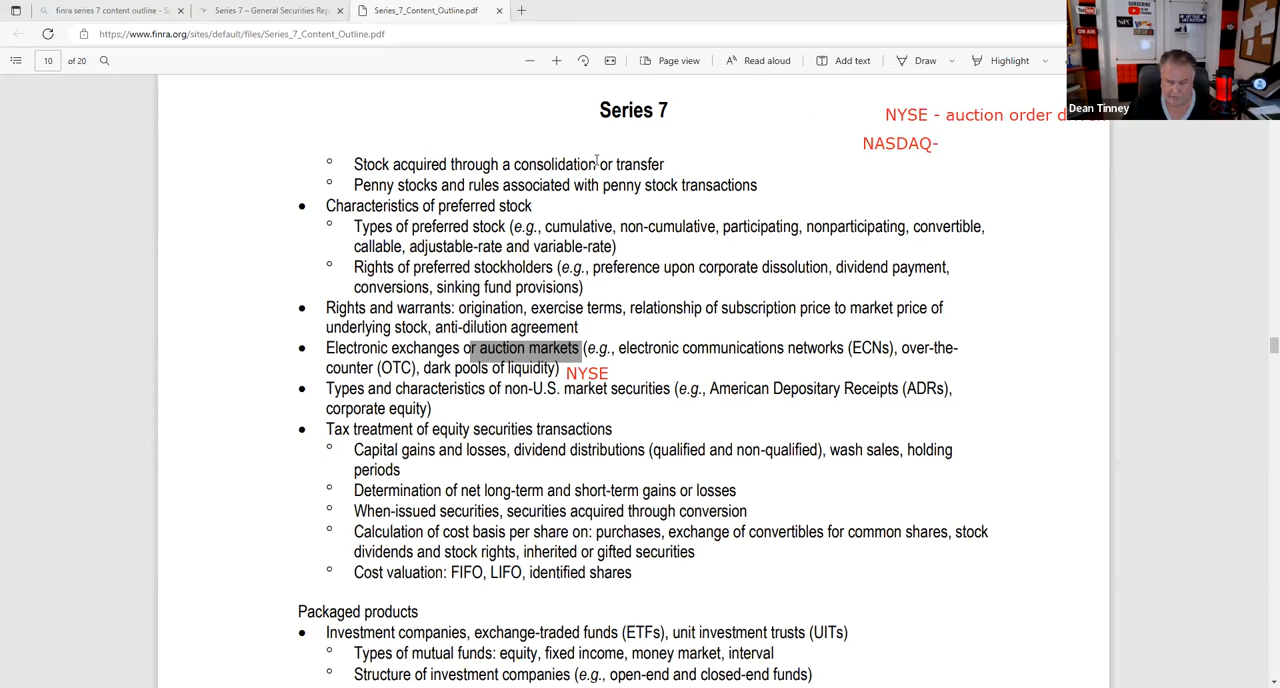 finra series 7 content outline - S
Series 7 – General Securities Rep
Series_7_Content_Outline.pdf
https://www.finra.org/sites/default/files/Series_7_Content_Outline.pdf
10 of 20
Page view
Read aloud
Add text
Draw
Highlight
ON AIR
SIPC
Dean Tinney
Series 7
NYSE - auction order d
NASDAQ-
° Stock acquired through a consolidation or transfer
° Penny stocks and rules associated with penny stock transactions
• Characteristics of preferred stock
° Types of preferred stock (e.g., cumulative, non-cumulative, participating, nonparticipating, convertible,
callable, adjustable-rate and variable-rate)
° Rights of preferred stockholders (e.g., preference upon corporate dissolution, dividend payment,
conversions, sinking fund provisions)
• Rights and warrants: origination, exercise terms, relationship of subscription price to market price of
underlying stock, anti-dilution agreement
• Electronic exchanges or auction markets (e.g., electronic communications networks (ECNs), over-the-
counter (OTC), dark pools of liquidity)
NYSE
• Types and characteristics of non-U.S. market securities (e.g., American Depositary Receipts (ADRs),
corporate equity)
• Tax treatment of equity securities transactions
° Capital gains and losses, dividend distributions (qualified and non-qualified), wash sales, holding
periods
° Determination of net long-term and short-term gains or losses
° When-issued securities, securities acquired through conversion
° Calculation of cost basis per share on: purchases, exchange of convertibles for common shares, stock
dividends and stock rights, inherited or gifted securities
° Cost valuation: FIFO, LIFO, identified shares
Packaged products
• Investment companies, exchange-traded funds (ETFs), unit investment trusts (UITs)
° Types of mutual funds: equity, fixed income, money market, interval
° Structure of investment companies (e.g., open-end and closed-end funds)